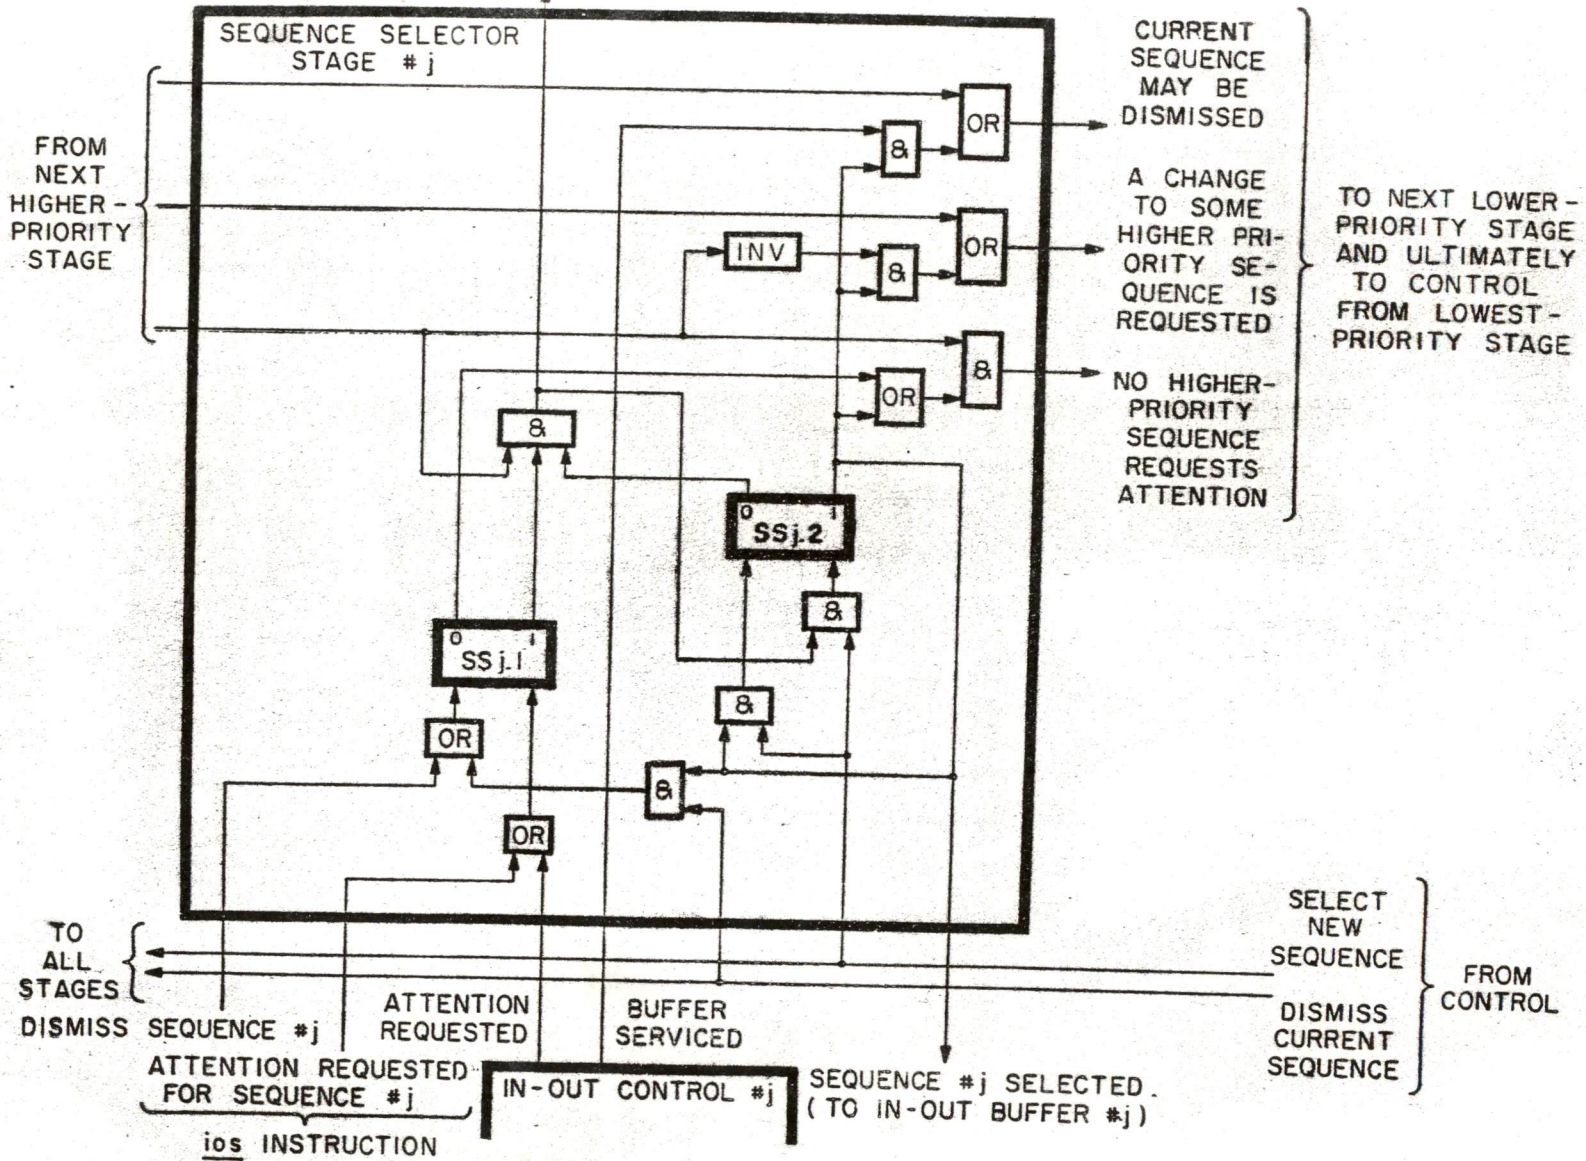 SEQUENCE SELECTOR
STAGE #j
FROM
NEXT
HIGHER-
PRIORITY
STAGE
OR
&
INV
OR
&
&
OR
&
CURRENT
SEQUENCE
MAY BE
DISMISSED
A CHANGE
TO SOME
HIGHER PRI-
ORITY SE-
QUENCE IS
REQUESTED
NO HIGHER-
PRIORITY
SEQUENCE
REQUESTS
ATTENTION
TO NEXT LOWER-
PRIORITY STAGE
AND ULTIMATELY
TO CONTROL
FROM LOWEST-
PRIORITY STAGE
0 1
SSj.2
&
0 1
SSj.1
&
OR
&
OR
TO
ALL
STAGES
SELECT
NEW
SEQUENCE
DISMISS
CURRENT
SEQUENCE
FROM
CONTROL
DISMISS SEQUENCE #j
ATTENTION
REQUESTED
BUFFER
SERVICED
ATTENTION REQUESTED
FOR SEQUENCE #j
ios INSTRUCTION
IN-OUT CONTROL #j
SEQUENCE #j SELECTED.
(TO IN-OUT BUFFER #j)